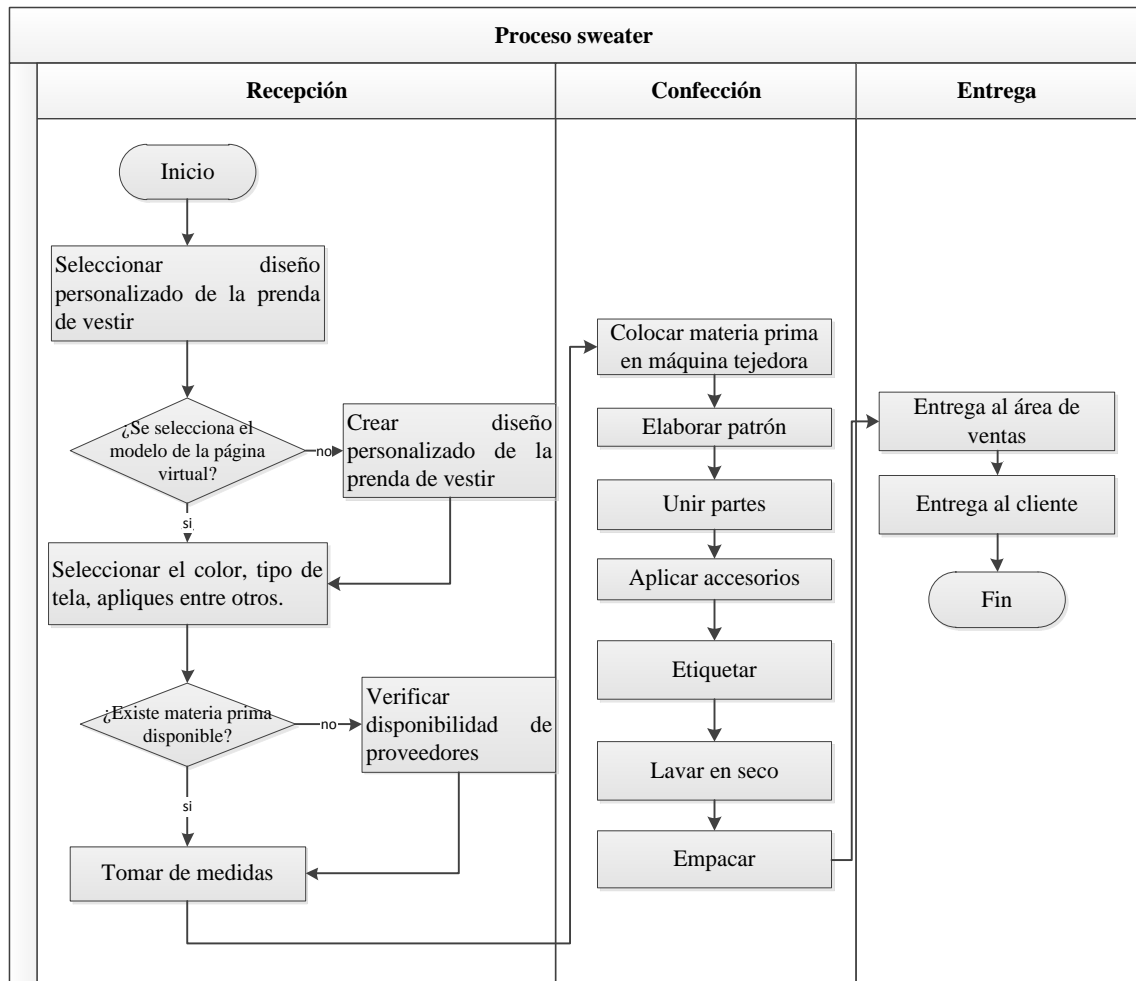 Proceso sweater
Recepción
Confección
Entrega
Inicio
Seleccionar diseño
personalizado de la prenda
de vestir
¿Se selecciona el
modelo de la página
virtual?
no
Crear diseño
personalizado de la
prenda de vestir
si
Seleccionar el color, tipo de
tela, apliques entre otros.
¿Existe materia prima
disponible?
no
Verificar
disponibilidad de
proveedores
si
Tomar de medidas
Colocar materia prima
en máquina tejedora
Elaborar patrón
Unir partes
Aplicar accesorios
Etiquetar
Lavar en seco
Empacar
Entrega al área de
ventas
Entrega al cliente
Fin